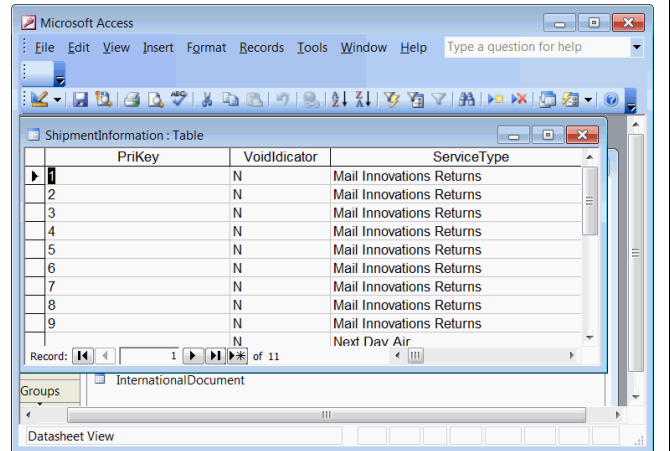 Microsoft Access
File Edit View Insert Format Records Tools Window Help Type a question for help
ShipmentInformation : Table
PriKey VoidIdicator ServiceType
1 N Mail Innovations Returns
2 N Mail Innovations Returns
3 N Mail Innovations Returns
4 N Mail Innovations Returns
5 N Mail Innovations Returns
6 N Mail Innovations Returns
7 N Mail Innovations Returns
8 N Mail Innovations Returns
9 N Mail Innovations Returns
N Next Day Air
Record: 1 of 11
InternationalDocument
Groups
Datasheet View